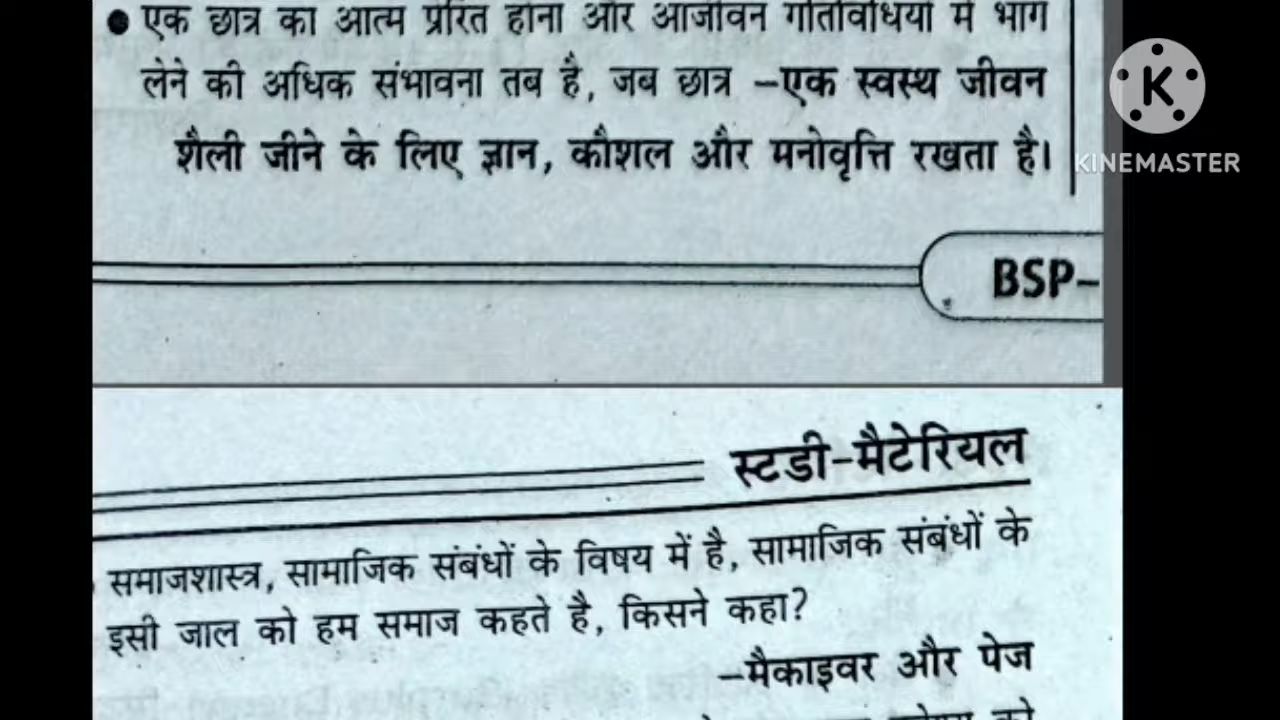 ● एक छात्र का आत्म प्रेरित होना और आजीवन गतिविधियों में भाग
लेने की अधिक संभावना तब है, जब छात्र –एक स्वस्थ जीवन
शैली जीने के लिए ज्ञान, कौशल और मनोवृत्ति रखता है।
K
KINEMASTER
BSP–
स्टडी-मैटेरियल
समाजशास्त्र, सामाजिक संबंधों के विषय में है, सामाजिक संबंधों के
इसी जाल को हम समाज कहते है, किसने कहा?
–मैकाइवर और पेज